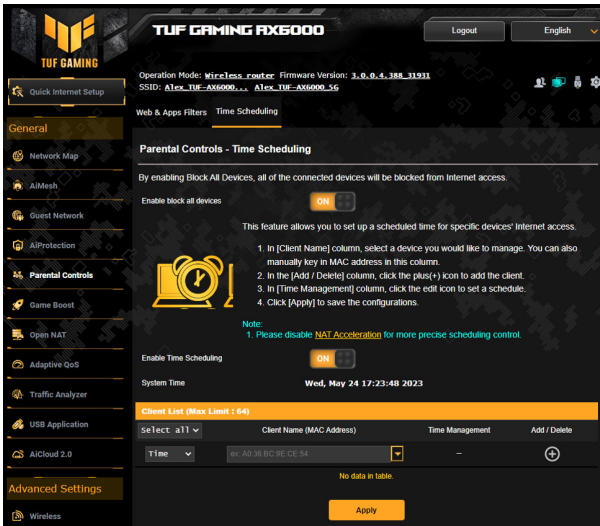 TUF GAMING
TUF GAMING AX6000
Logout
English
Quick Internet Setup
General
Network Map
AiMesh
Guest Network
AiProtection
Parental Controls
Game Boost
Open NAT
Adaptive QoS
Traffic Analyzer
USB Application
AiCloud 2.0
Advanced Settings
Wireless
Operation Mode: Wireless router Firmware Version: 3.0.0.4.388_31931
SSID: Alex_TUF-AX6000... Alex_TUF-AX6000_5G
Web & Apps Filters Time Scheduling
Parental Controls - Time Scheduling
By enabling Block All Devices, all of the connected devices will be blocked from Internet access.
Enable block all devices ON
This feature allows you to set up a scheduled time for specific devices' Internet access.
1. In [Client Name] column, select a device you would like to manage. You can also
manually key in MAC address in this column.
2. In the [Add / Delete] column, click the plus(+) icon to add the client.
3. In [Time Management] column, click the edit icon to set a schedule.
4. Click [Apply] to save the configurations.
Note:
1. Please disable NAT Acceleration for more precise scheduling control.
Enable Time Scheduling ON
System Time Wed, May 24 17:23:48 2023
Client List (Max Limit : 64)
Select all Client Name (MAC Address) Time Management Add / Delete
Time ex: A0:36:BC:9E:CE:54 –
No data in table.
Apply